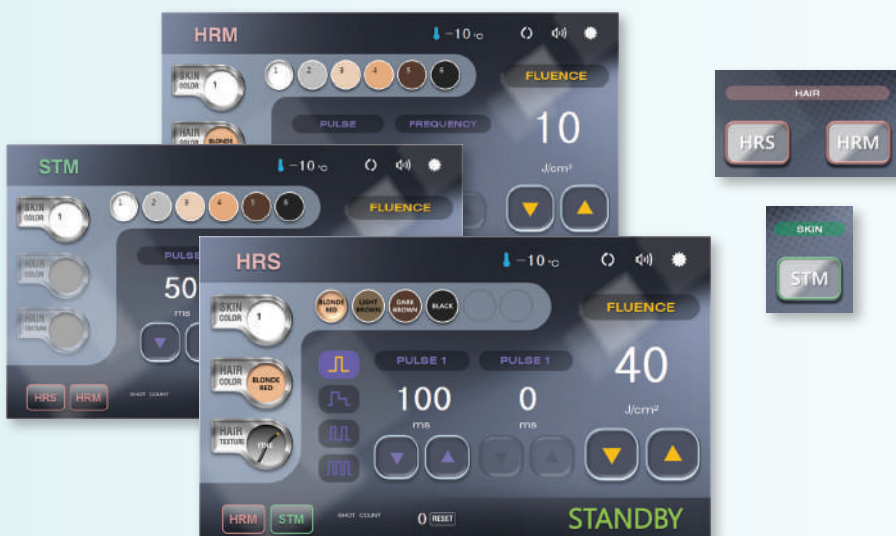 HRM
-10 °C
SKIN COLOR 1
1 2 3 4 5 6
FLUENCE
HAIR COLOR BLONDE
PULSE FREQUENCY
10
J/cm²
STM
-10 °C
SKIN COLOR 1
1 2 3 4 5 6
FLUENCE
HAIR COLOR
PULSE
50
ms
HAIR TEXTURE
HRS HRM SHOT COUNT
HRS
-10 °C
SKIN COLOR 1
BLONDE RED LIGHT BROWN DARK BROWN BLACK
FLUENCE
HAIR COLOR BLONDE RED
PULSE 1 PULSE 1
40
100 0
J/cm²
ms ms
HAIR TEXTURE FINE
HRM STM SHOT COUNT 0 RESET STANDBY
HAIR
HRS HRM
SKIN
STM